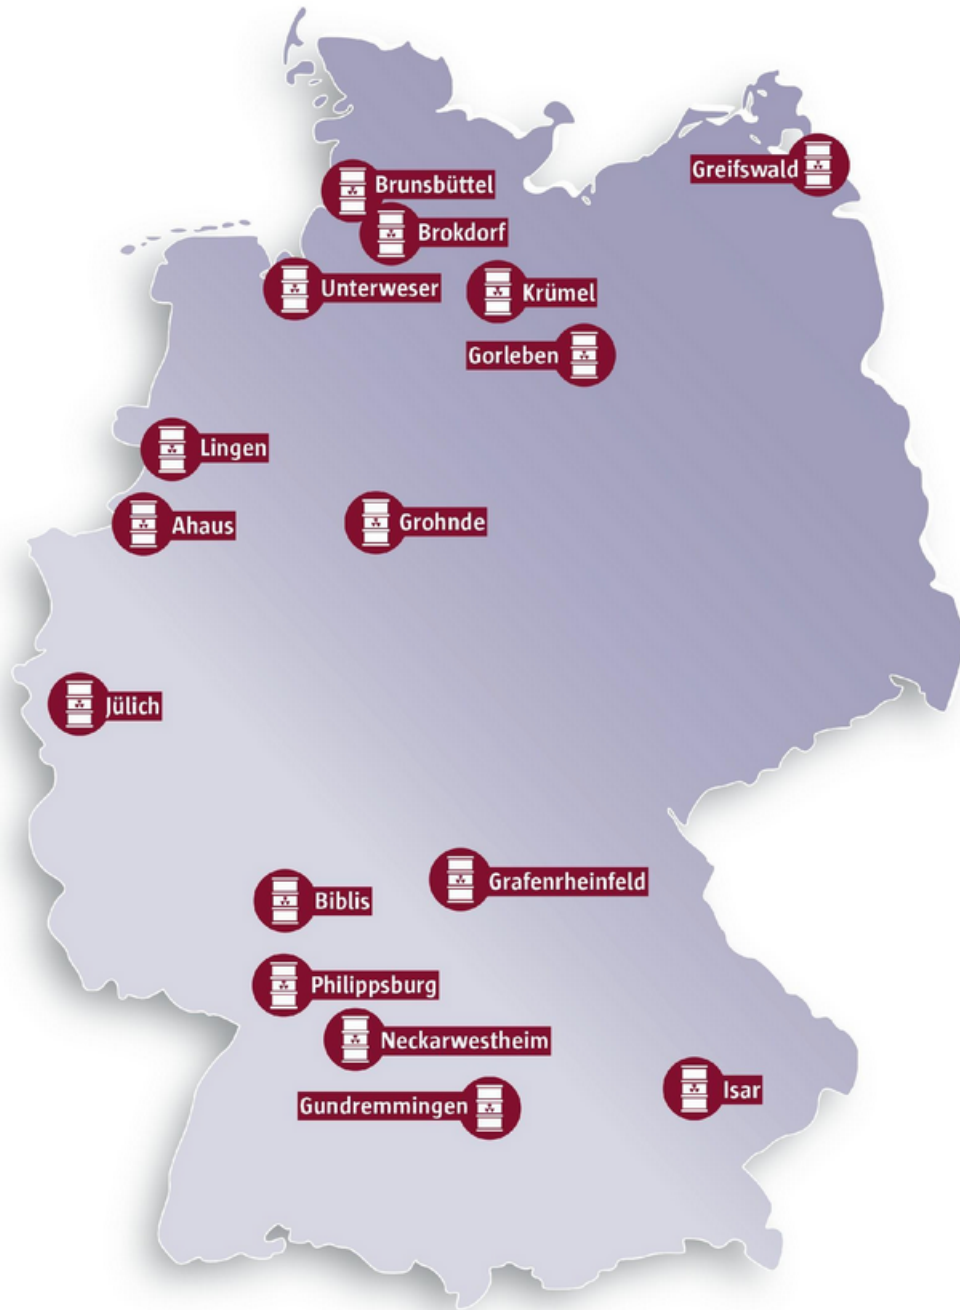 Greifswald
Brunsbüttel
Brokdorf
Unterweser
Krümel
Gorleben
Lingen
Ahaus
Grohnde
Jülich
Grafenrheinfeld
Biblis
Philippsburg
Neckarwestheim
Isar
Gundremmingen